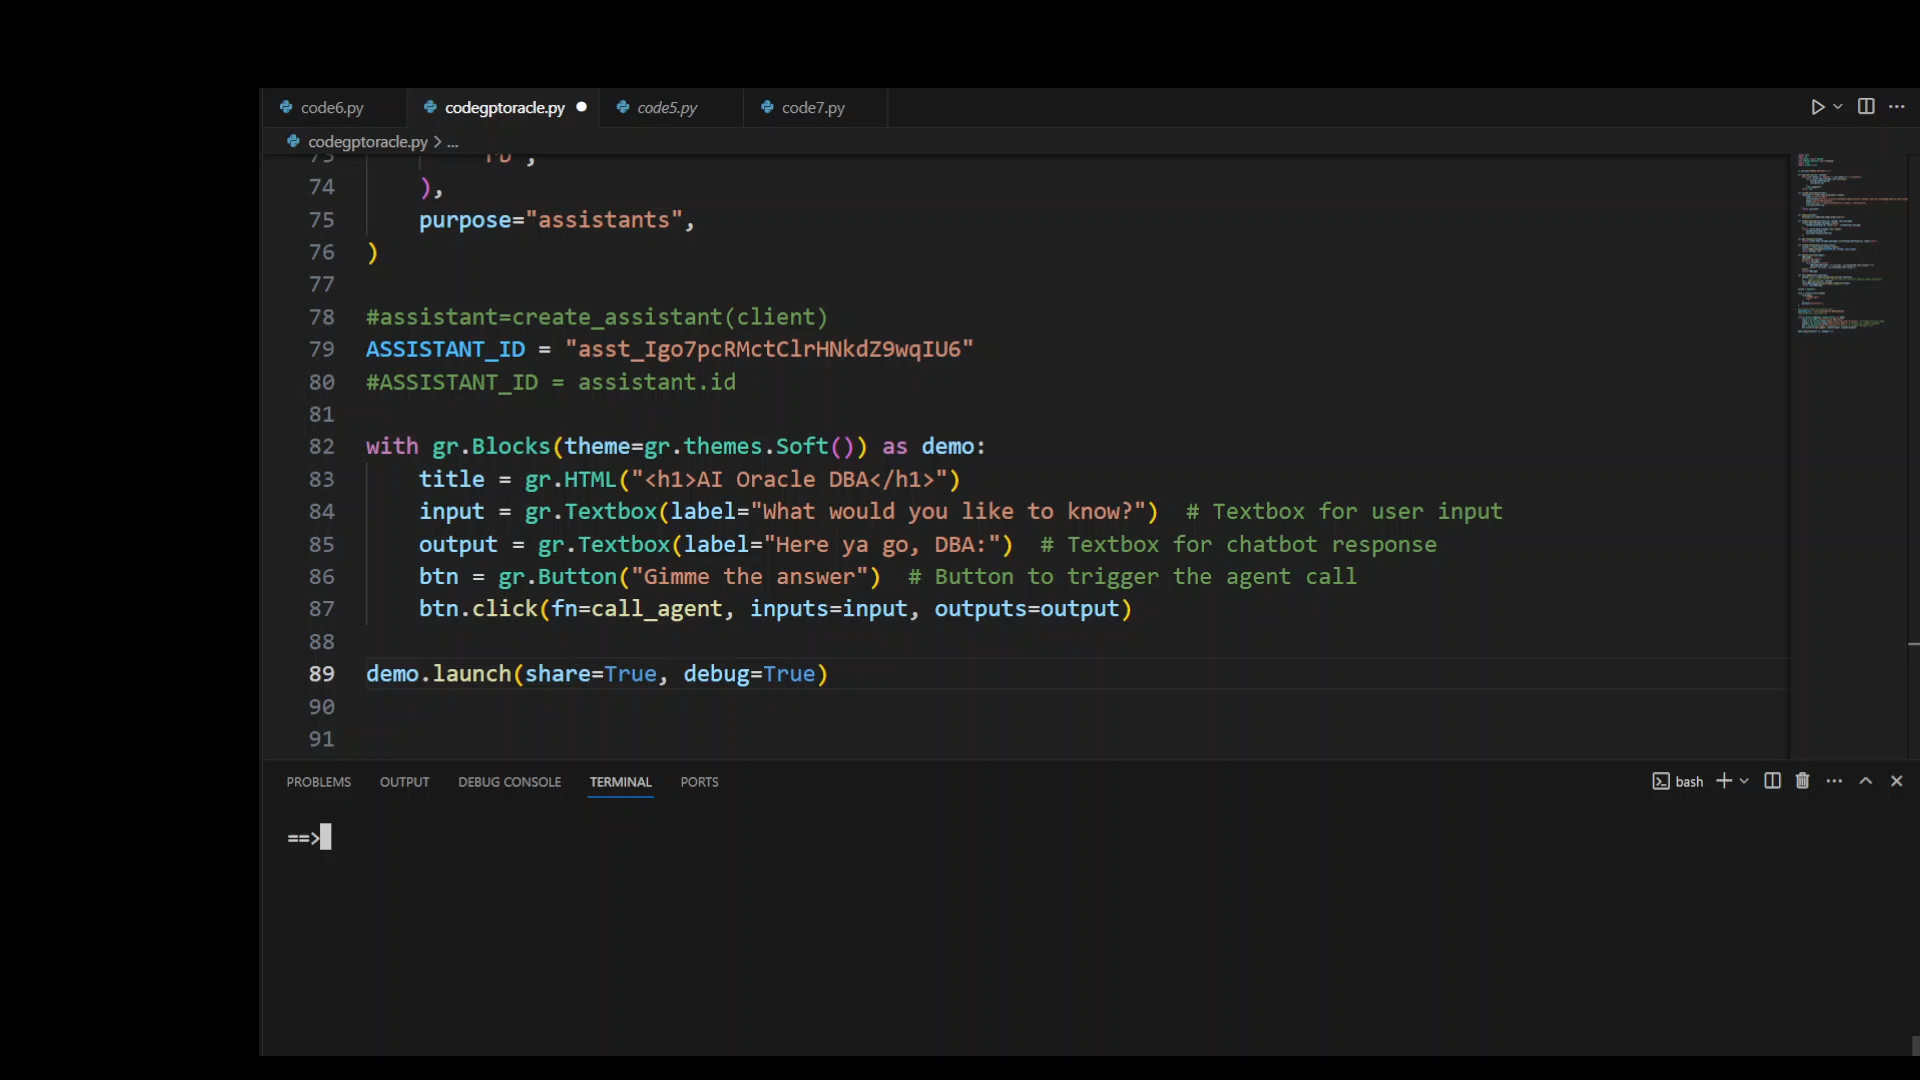 code6.py
codegptoracle.py
code5.py
code7.py
codegptoracle.py > ...
73 "rb",
74 ),
75 purpose="assistants",
76 )
77
78 #assistant=create_assistant(client)
79 ASSISTANT_ID = "asst_Igo7pcRMctClrHNkdZ9wqIU6"
80 #ASSISTANT_ID = assistant.id
81
82 with gr.Blocks(theme=gr.themes.Soft()) as demo:
83 title = gr.HTML("<h1>AI Oracle DBA</h1>")
84 input = gr.Textbox(label="What would you like to know?") # Textbox for user input
85 output = gr.Textbox(label="Here ya go, DBA:") # Textbox for chatbot response
86 btn = gr.Button("Gimme the answer") # Button to trigger the agent call
87 btn.click(fn=call_agent, inputs=input, outputs=output)
88
89 demo.launch(share=True, debug=True)
90
91
PROBLEMS OUTPUT DEBUG CONSOLE TERMINAL PORTS
bash
==>